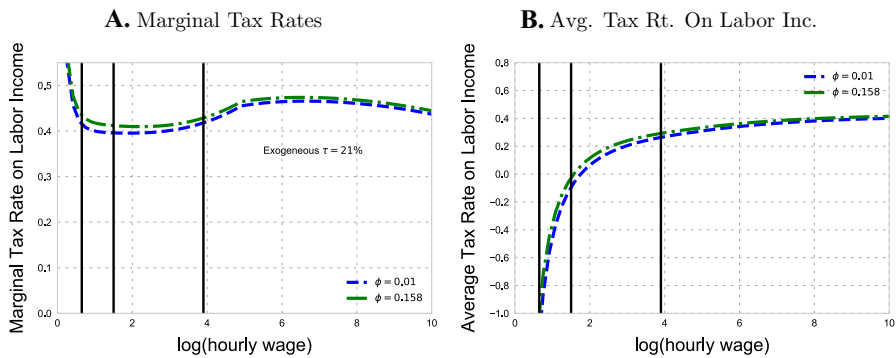 A. Marginal Tax Rates
Marginal Tax Rate on Labor Income
0.5
0.4
0.3
0.2
0.1
0.0
Exogeneous τ = 21%
ϕ = 0.01
ϕ = 0.158
0 2 4 6 8 10
log(hourly wage)
B. Avg. Tax Rt. On Labor Inc.
Average Tax Rate on Labor Income
0.8
0.6
0.4
0.2
0.0
−0.2
−0.4
−0.6
−0.8
−1.0
ϕ = 0.01
ϕ = 0.158
0 2 4 6 8 10
log(hourly wage)